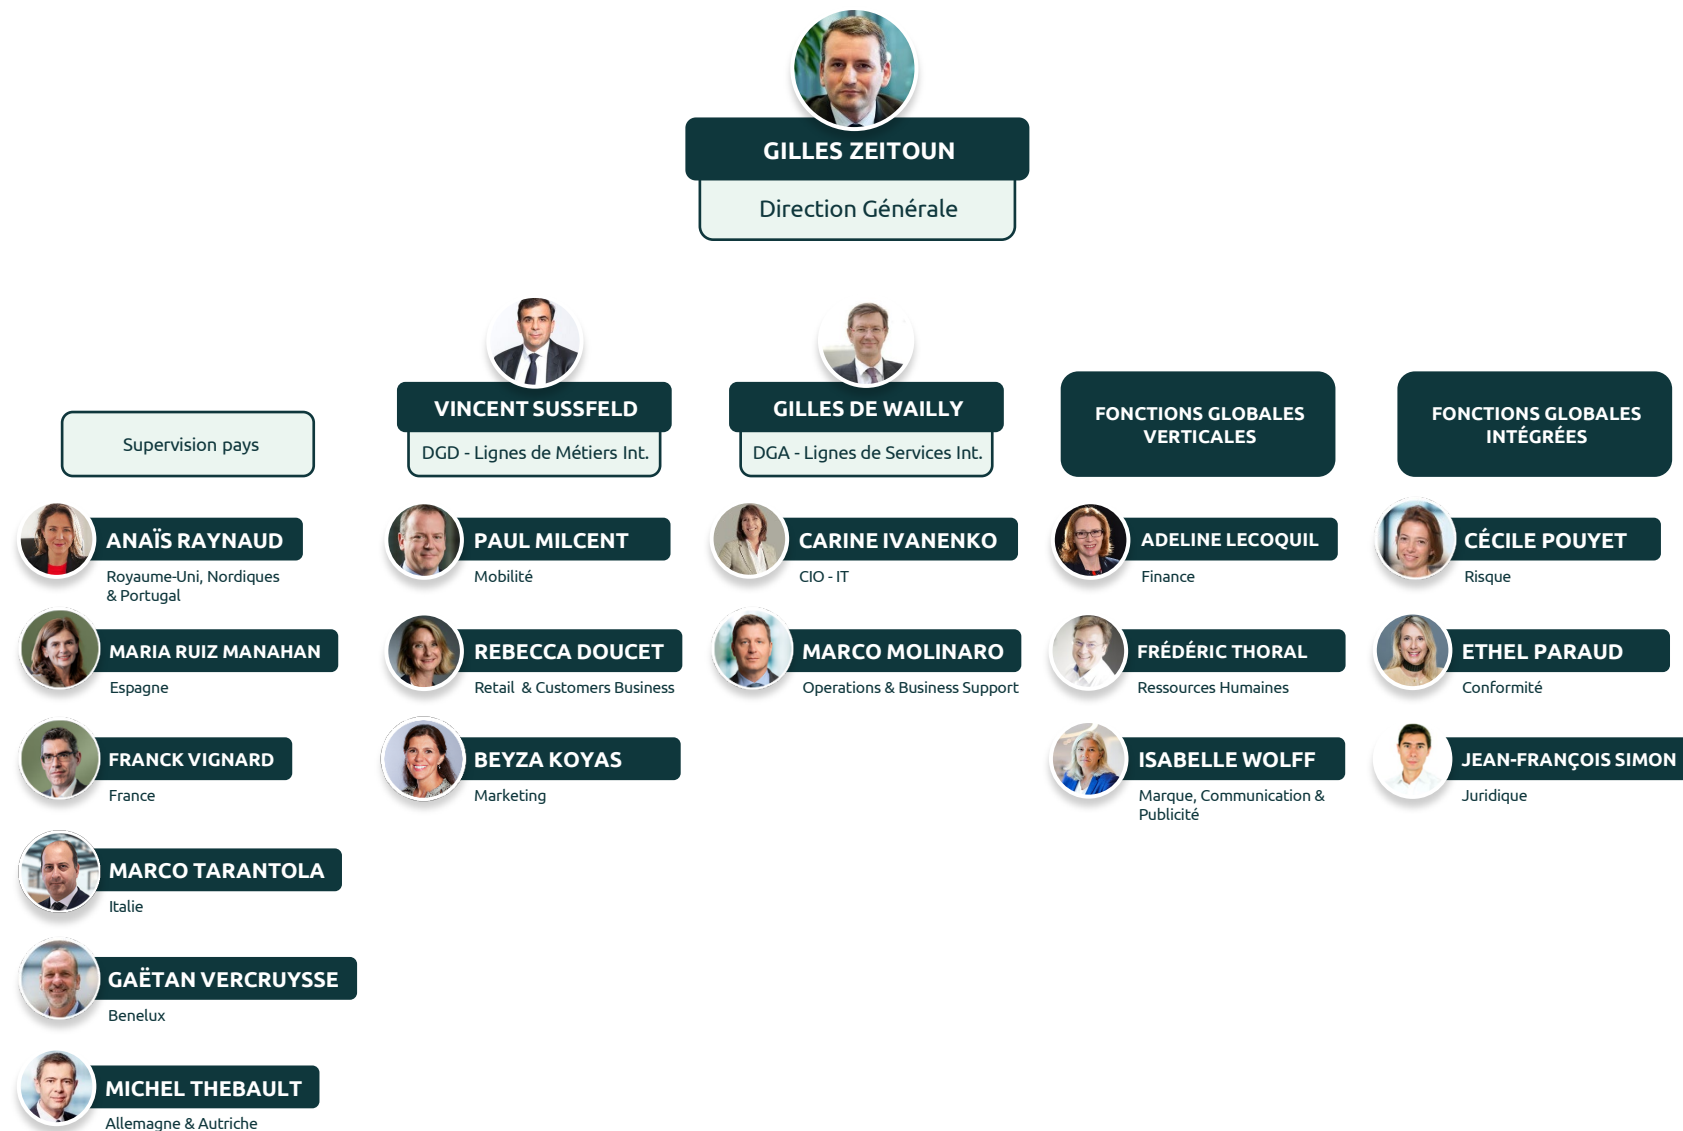 GILLES ZEITOUN
Direction Générale
Supervision pays
ANAÏS RAYNAUD
Royaume-Uni, Nordiques
& Portugal
MARIA RUIZ MANAHAN
Espagne
FRANCK VIGNARD
France
MARCO TARANTOLA
Italie
GAËTAN VERCRUYSSE
Benelux
MICHEL THEBAULT
Allemagne & Autriche
VINCENT SUSSFELD
DGD - Lignes de Métiers Int.
PAUL MILCENT
Mobilité
REBECCA DOUCET
Retail & Customers Business
BEYZA KOYAS
Marketing
GILLES DE WAILLY
DGA - Lignes de Services Int.
CARINE IVANENKO
CIO - IT
MARCO MOLINARO
Operations & Business Support
FONCTIONS GLOBALES
VERTICALES
ADELINE LECOQUIL
Finance
FRÉDÉRIC THORAL
Ressources Humaines
ISABELLE WOLFF
Marque, Communication &
Publicité
FONCTIONS GLOBALES
INTÉGRÉES
CÉCILE POUYET
Risque
ETHEL PARAUD
Conformité
JEAN-FRANÇOIS SIMON
Juridique